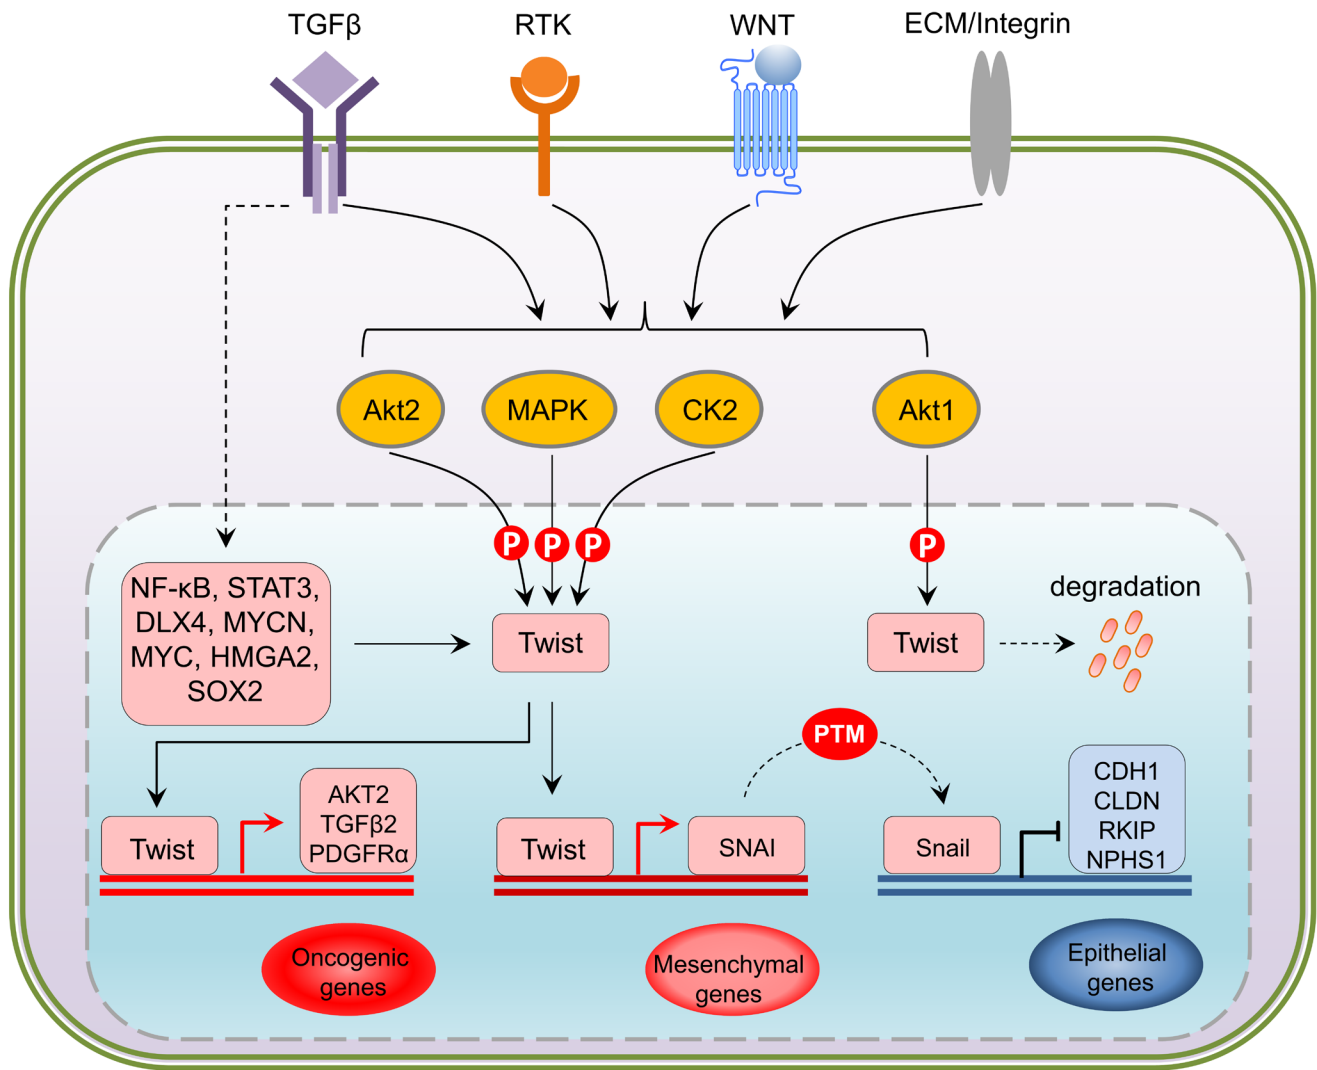 TGFβ
RTK
WNT
ECM/Integrin
Akt2
MAPK
CK2
Akt1
P
P
P
P
NF-κB, STAT3,
DLX4, MYCN,
MYC, HMGA2,
SOX2
Twist
Twist
degradation
PTM
Twist
AKT2
TGFβ2
PDGFRα
Twist
SNAI
Snail
CDH1
CLDN
RKIP
NPHS1
Oncogenic
genes
Mesenchymal
genes
Epithelial
genes